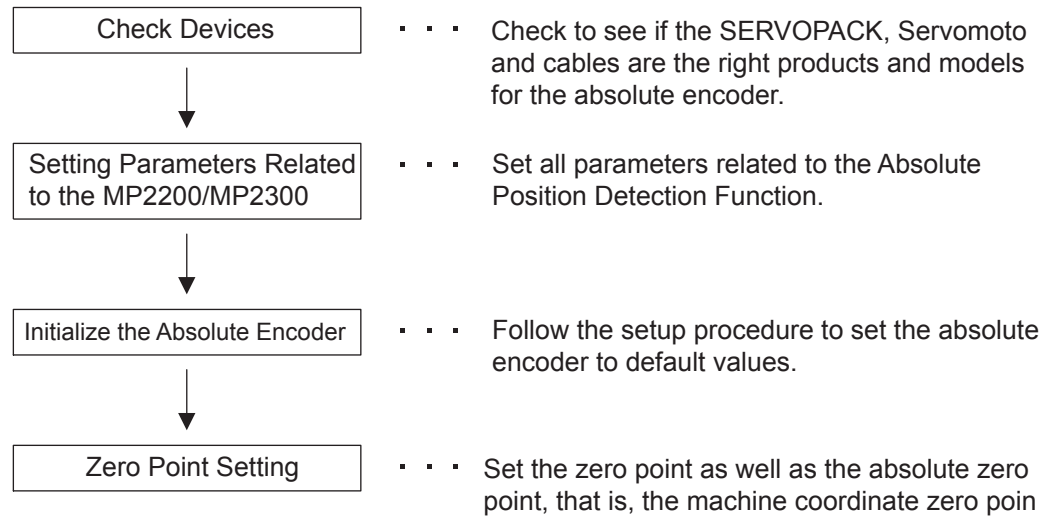 Check Devices
· · ·
Check to see if the SERVOPACK, Servomoto
and cables are the right products and models
for the absolute encoder.
Setting Parameters Related
to the MP2200/MP2300
· · ·
Set all parameters related to the Absolute
Position Detection Function.
Initialize the Absolute Encoder
· · ·
Follow the setup procedure to set the absolute
encoder to default values.
Zero Point Setting
· · ·
Set the zero point as well as the absolute zero
point, that is, the machine coordinate zero poin